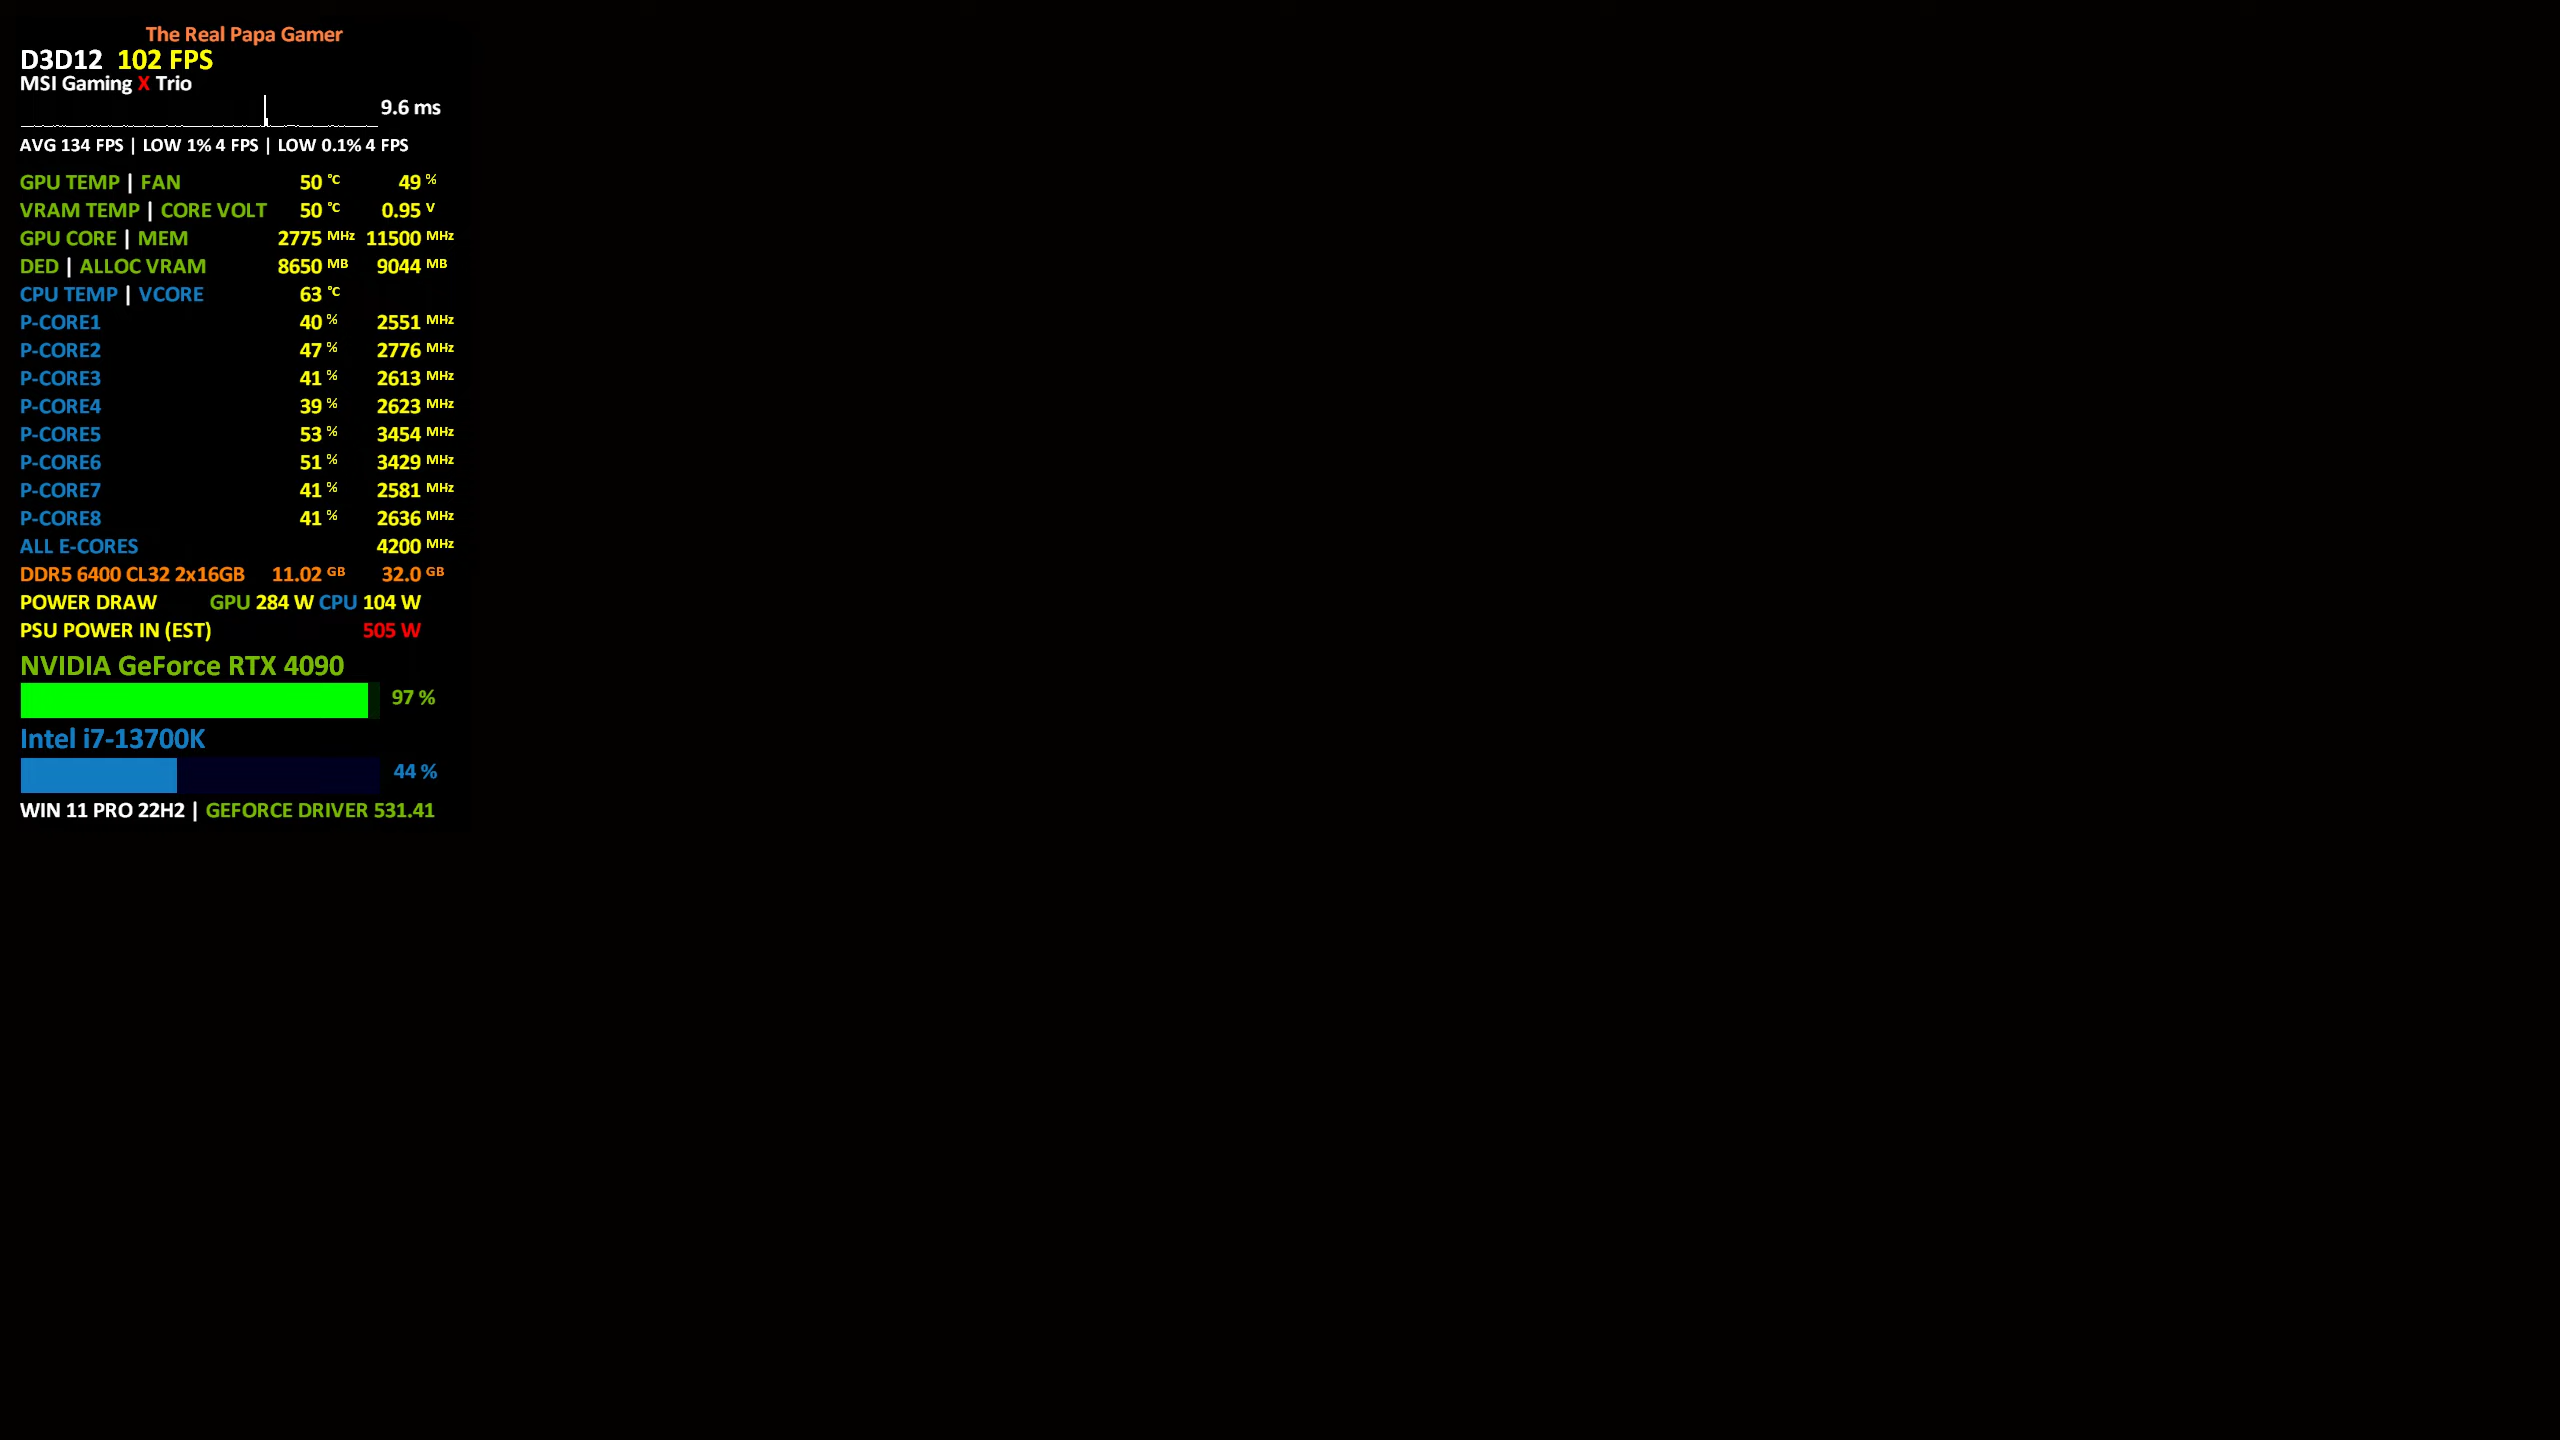 The Real Papa Gamer
D3D12 102 FPS
MSI Gaming X Trio
9.6 ms
AVG 134 FPS | LOW 1% 4 FPS | LOW 0.1% 4 FPS
GPU TEMP | FAN 50 °C 49 %
VRAM TEMP | CORE VOLT 50 °C 0.95 V
GPU CORE | MEM 2775 MHz 11500 MHz
DED | ALLOC VRAM 8650 MB 9044 MB
CPU TEMP | VCORE 63 °C
P-CORE1 40 % 2551 MHz
P-CORE2 47 % 2776 MHz
P-CORE3 41 % 2613 MHz
P-CORE4 39 % 2623 MHz
P-CORE5 53 % 3454 MHz
P-CORE6 51 % 3429 MHz
P-CORE7 41 % 2581 MHz
P-CORE8 41 % 2636 MHz
ALL E-CORES 4200 MHz
DDR5 6400 CL32 2x16GB 11.02 GB 32.0 GB
POWER DRAW GPU 284 W CPU 104 W
PSU POWER IN (EST) 505 W
NVIDIA GeForce RTX 4090
97 %
Intel i7-13700K
44 %
WIN 11 PRO 22H2 | GEFORCE DRIVER 531.41